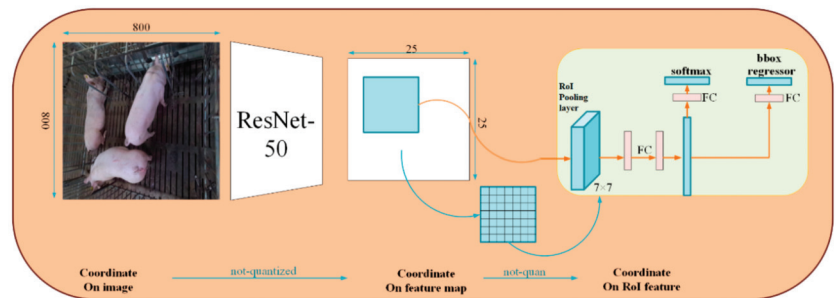 800
800
ResNet-
50
25
25
RoI
Pooling
layer
7×7
FC
softmax
FC
bbox
regressor
FC
Coordinate
On image
not-quantized
Coordinate
On feature map
not-quan
Coordinate
On RoI feature